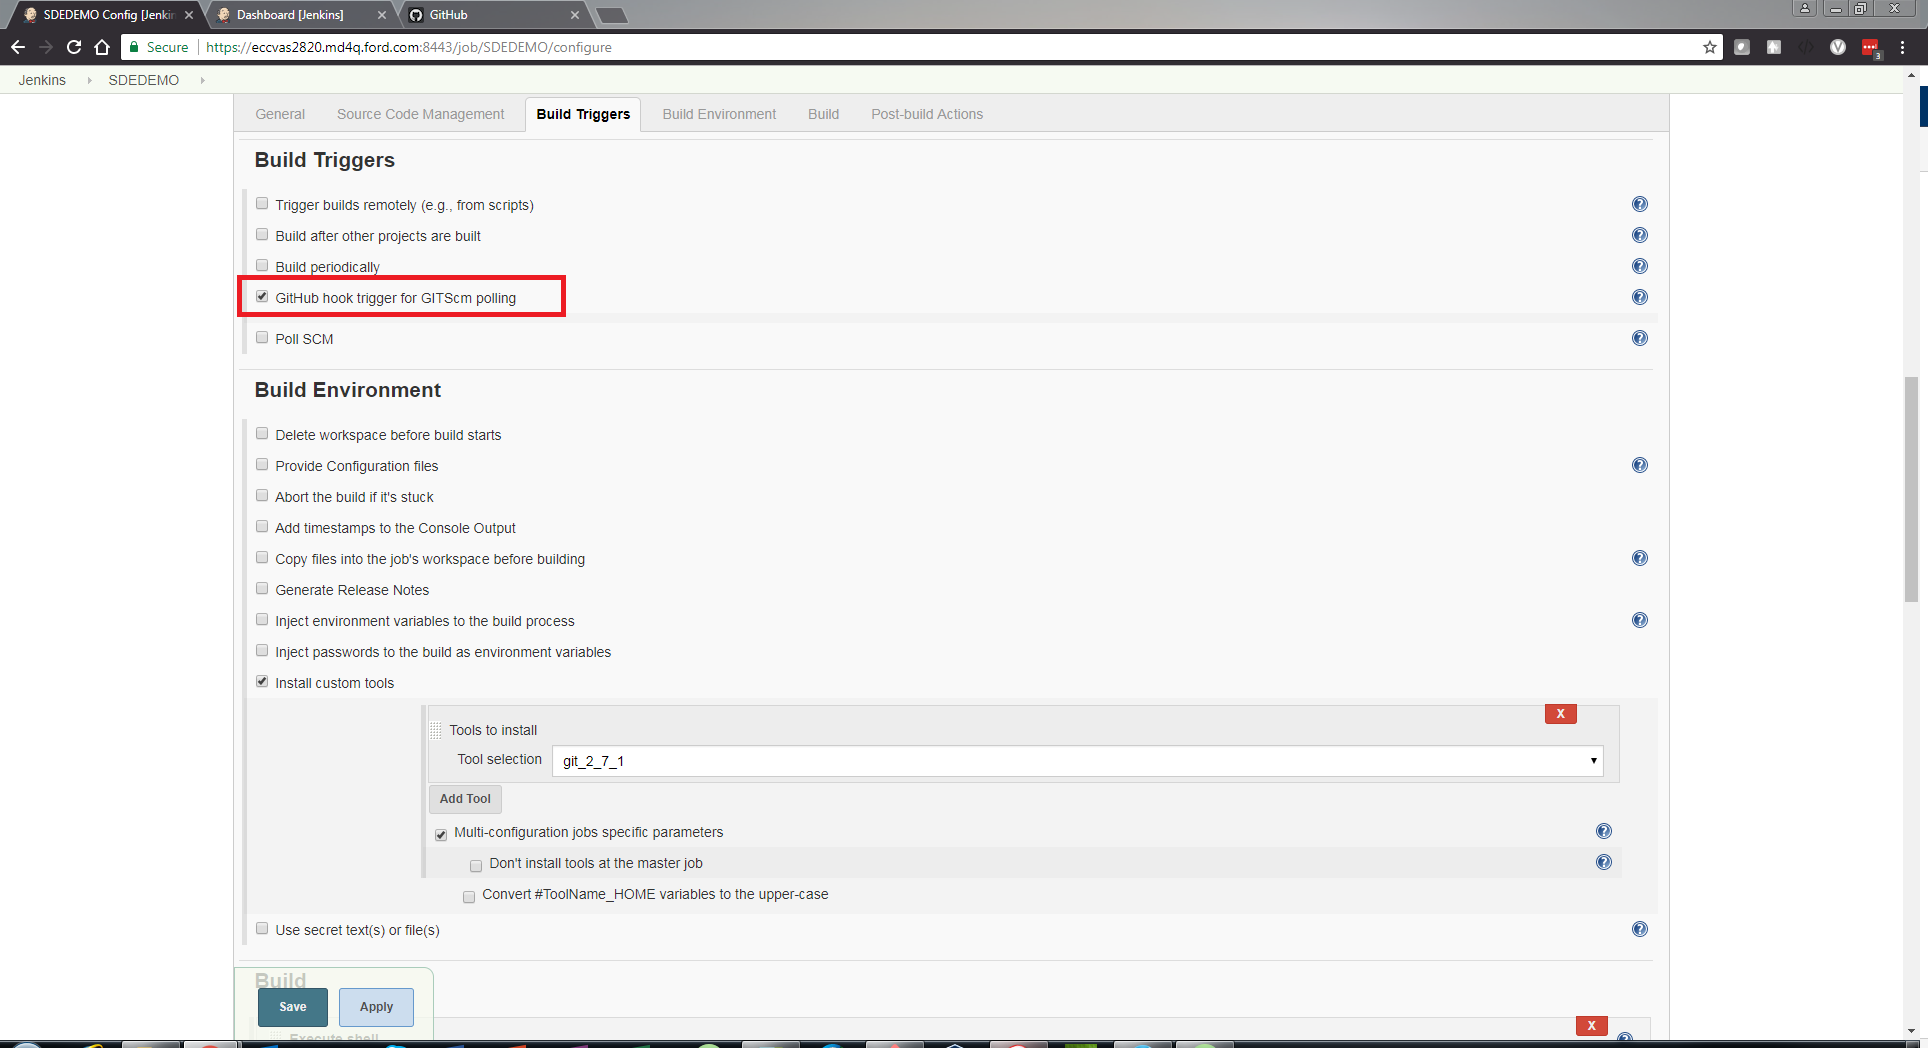 SDEDEMO Config [Jenkin
Dashboard [Jenkins]
GitHub
Secure
https://eccvas2820.md4q.ford.com:8443/job/SDEDEMO/configure
3
Jenkins
SDEDEMO
General
Source Code Management
Build Triggers
Build Environment
Build
Post-build Actions
Build Triggers
Trigger builds remotely (e.g., from scripts)
Build after other projects are built
Build periodically
GitHub hook trigger for GITScm polling
Poll SCM
Build Environment
Delete workspace before build starts
Provide Configuration files
Abort the build if it's stuck
Add timestamps to the Console Output
Copy files into the job's workspace before building
Generate Release Notes
Inject environment variables to the build process
Inject passwords to the build as environment variables
Install custom tools
X
Tools to install
Tool selection
git_2_7_1
Add Tool
Multi-configuration jobs specific parameters
Don't install tools at the master job
Convert #ToolName_HOME variables to the upper-case
Use secret text(s) or file(s)
Build
Save
Apply
X
Execute shell